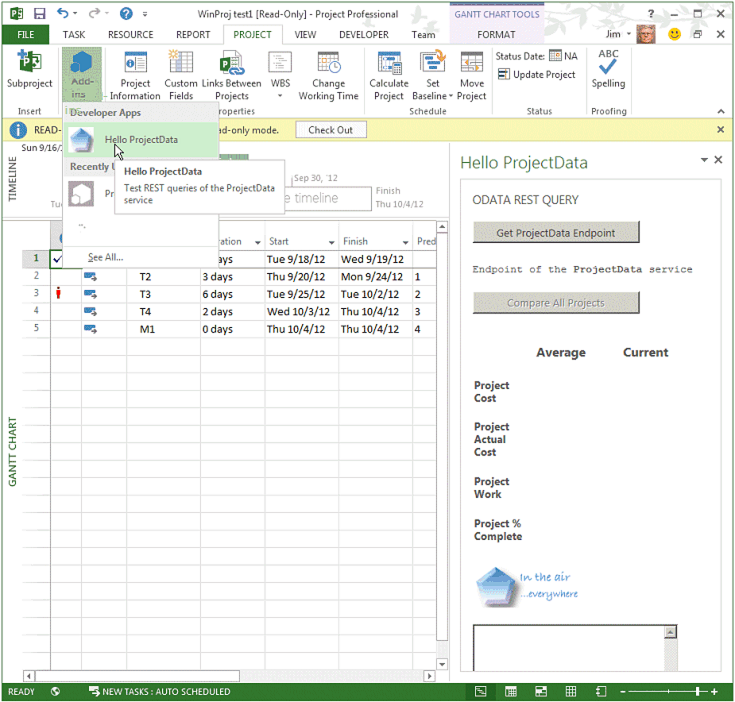 WinProj test1 [Read-Only] - Project Professional
GANTT CHART TOOLS
FILE TASK RESOURCE REPORT PROJECT VIEW DEVELOPER Team FORMAT Jim
Subproject
Add-ins
Project Information
Custom Fields
Links Between Projects
WBS
Change Working Time
Calculate Project
Set Baseline
Move Project
Status Date: NA
Update Project
ABC
Spelling
Insert
Properties
Schedule
Status
Proofing
Developer Apps
READ-
ad-only mode.
Check Out
Hello ProjectData
Recently U
Hello ProjectData
Test REST queries of the ProjectData service
Pr
See All...
TIMELINE
Sun 9/16/
Tue
Sep 30, '12
e timeline
Finish
Thu 10/4/12
ration Start Finish Pred
1 ays Tue 9/18/12 Wed 9/19/12
2 T2 3 days Thu 9/20/12 Mon 9/24/12 1
3 T3 6 days Tue 9/25/12 Tue 10/2/12 2
4 T4 2 days Wed 10/3/12 Thu 10/4/12 3
5 M1 0 days Thu 10/4/12 Thu 10/4/12 4
GANTT CHART
Hello ProjectData
ODATA REST QUERY
Get ProjectData Endpoint
Endpoint of the ProjectData service
Compare All Projects
Average Current
Project
Cost
Project
Actual
Cost
Project
Work
Project %
Complete
In the air
...everywhere
READY NEW TASKS : AUTO SCHEDULED